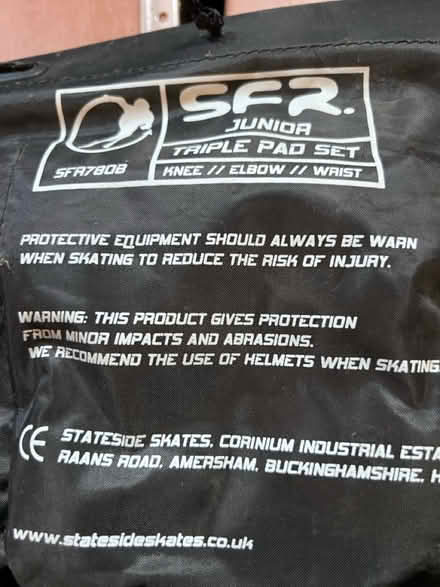 SFR.
JUNIOR
TRIPLE PAD SET
SFR780B
KNEE // ELBOW // WRIST
PROTECTIVE EQUIPMENT SHOULD ALWAYS BE WARN
WHEN SKATING TO REDUCE THE RISK OF INJURY.
WARNING: THIS PRODUCT GIVES PROTECTION
FROM MINOR IMPACTS AND ABRASIONS.
WE RECOMMEND THE USE OF HELMETS WHEN SKATING
CE STATESIDE SKATES, CORINIUM INDUSTRIAL ESTA
RAANS ROAD, AMERSHAM, BUCKINGHAMSHIRE, H
www.statesideskates.co.uk